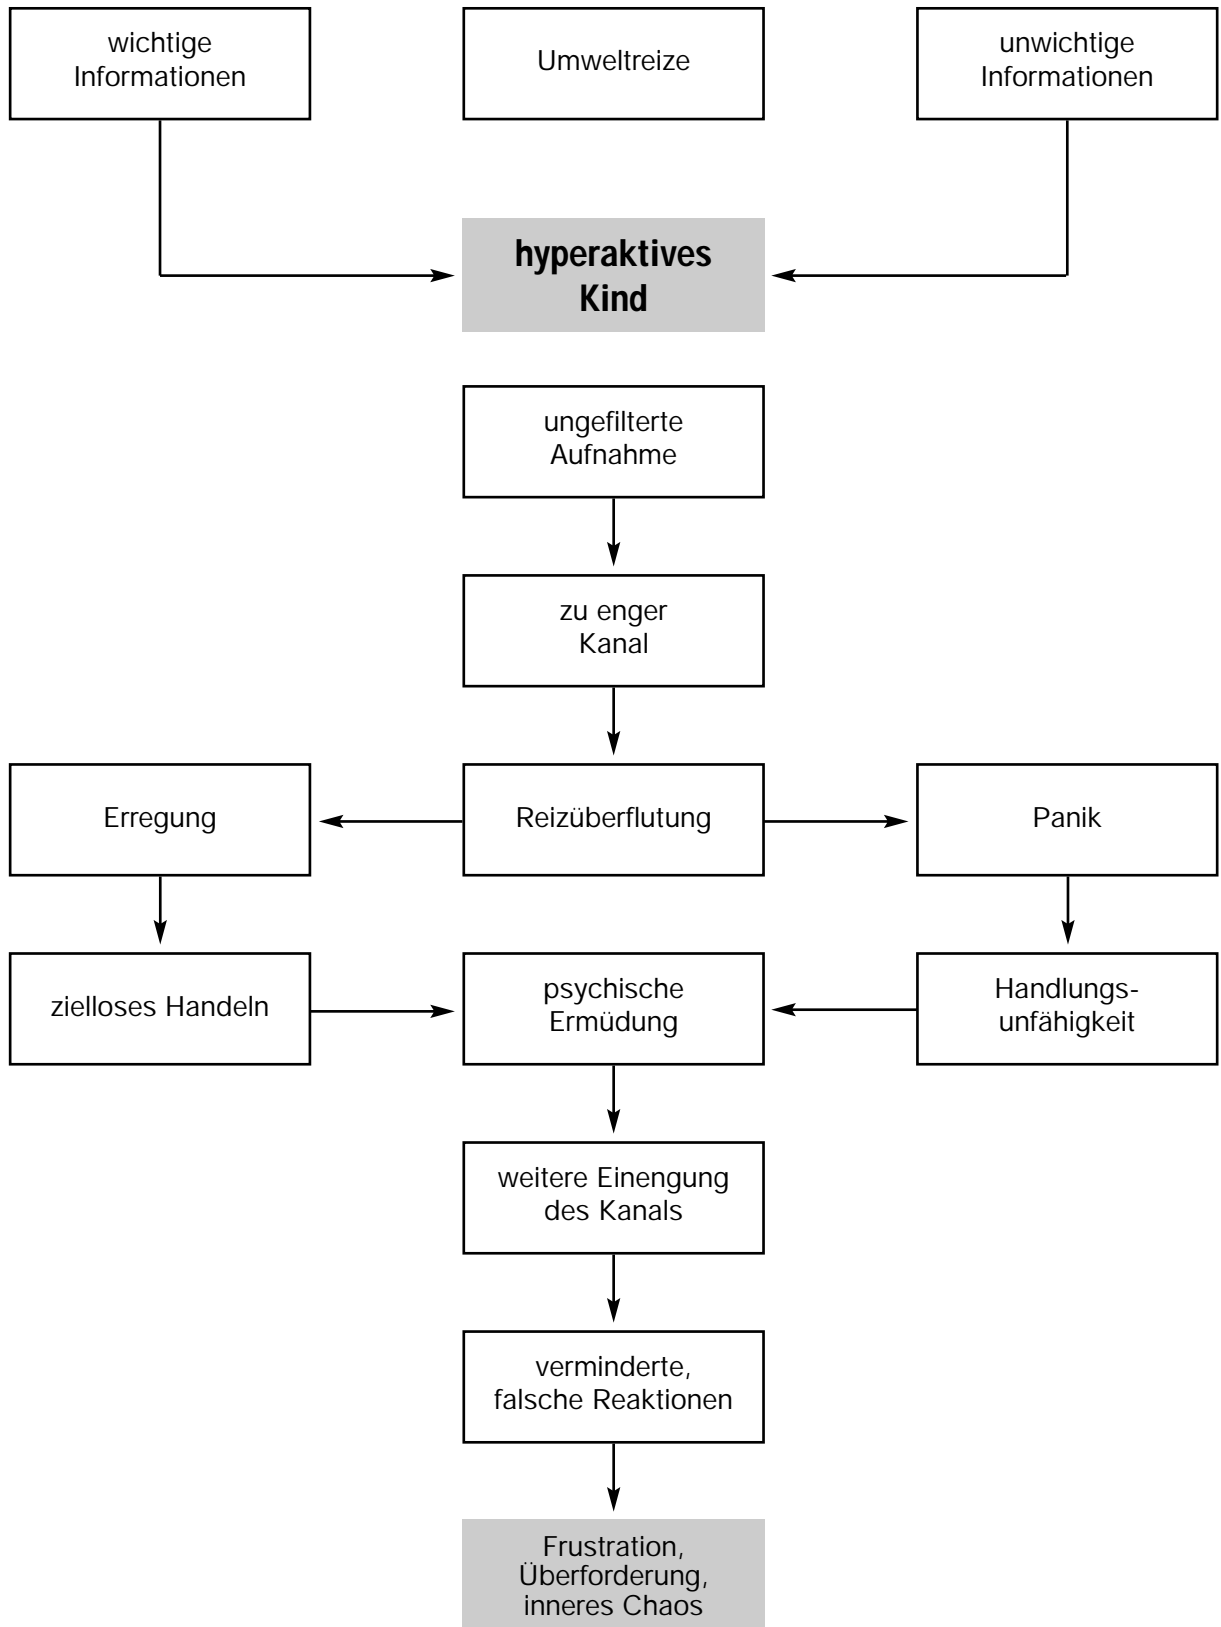 wichtige
Informationen
Umweltreize
unwichtige
Informationen
hyperaktives
Kind
ungefilterte
Aufnahme
zu enger
Kanal
Erregung
Reizüberflutung
Panik
zielloses Handeln
psychische
Ermüdung
Handlungs-
unfähigkeit
weitere Einengung
des Kanals
verminderte,
falsche Reaktionen
Frustration,
Überforderung,
inneres Chaos